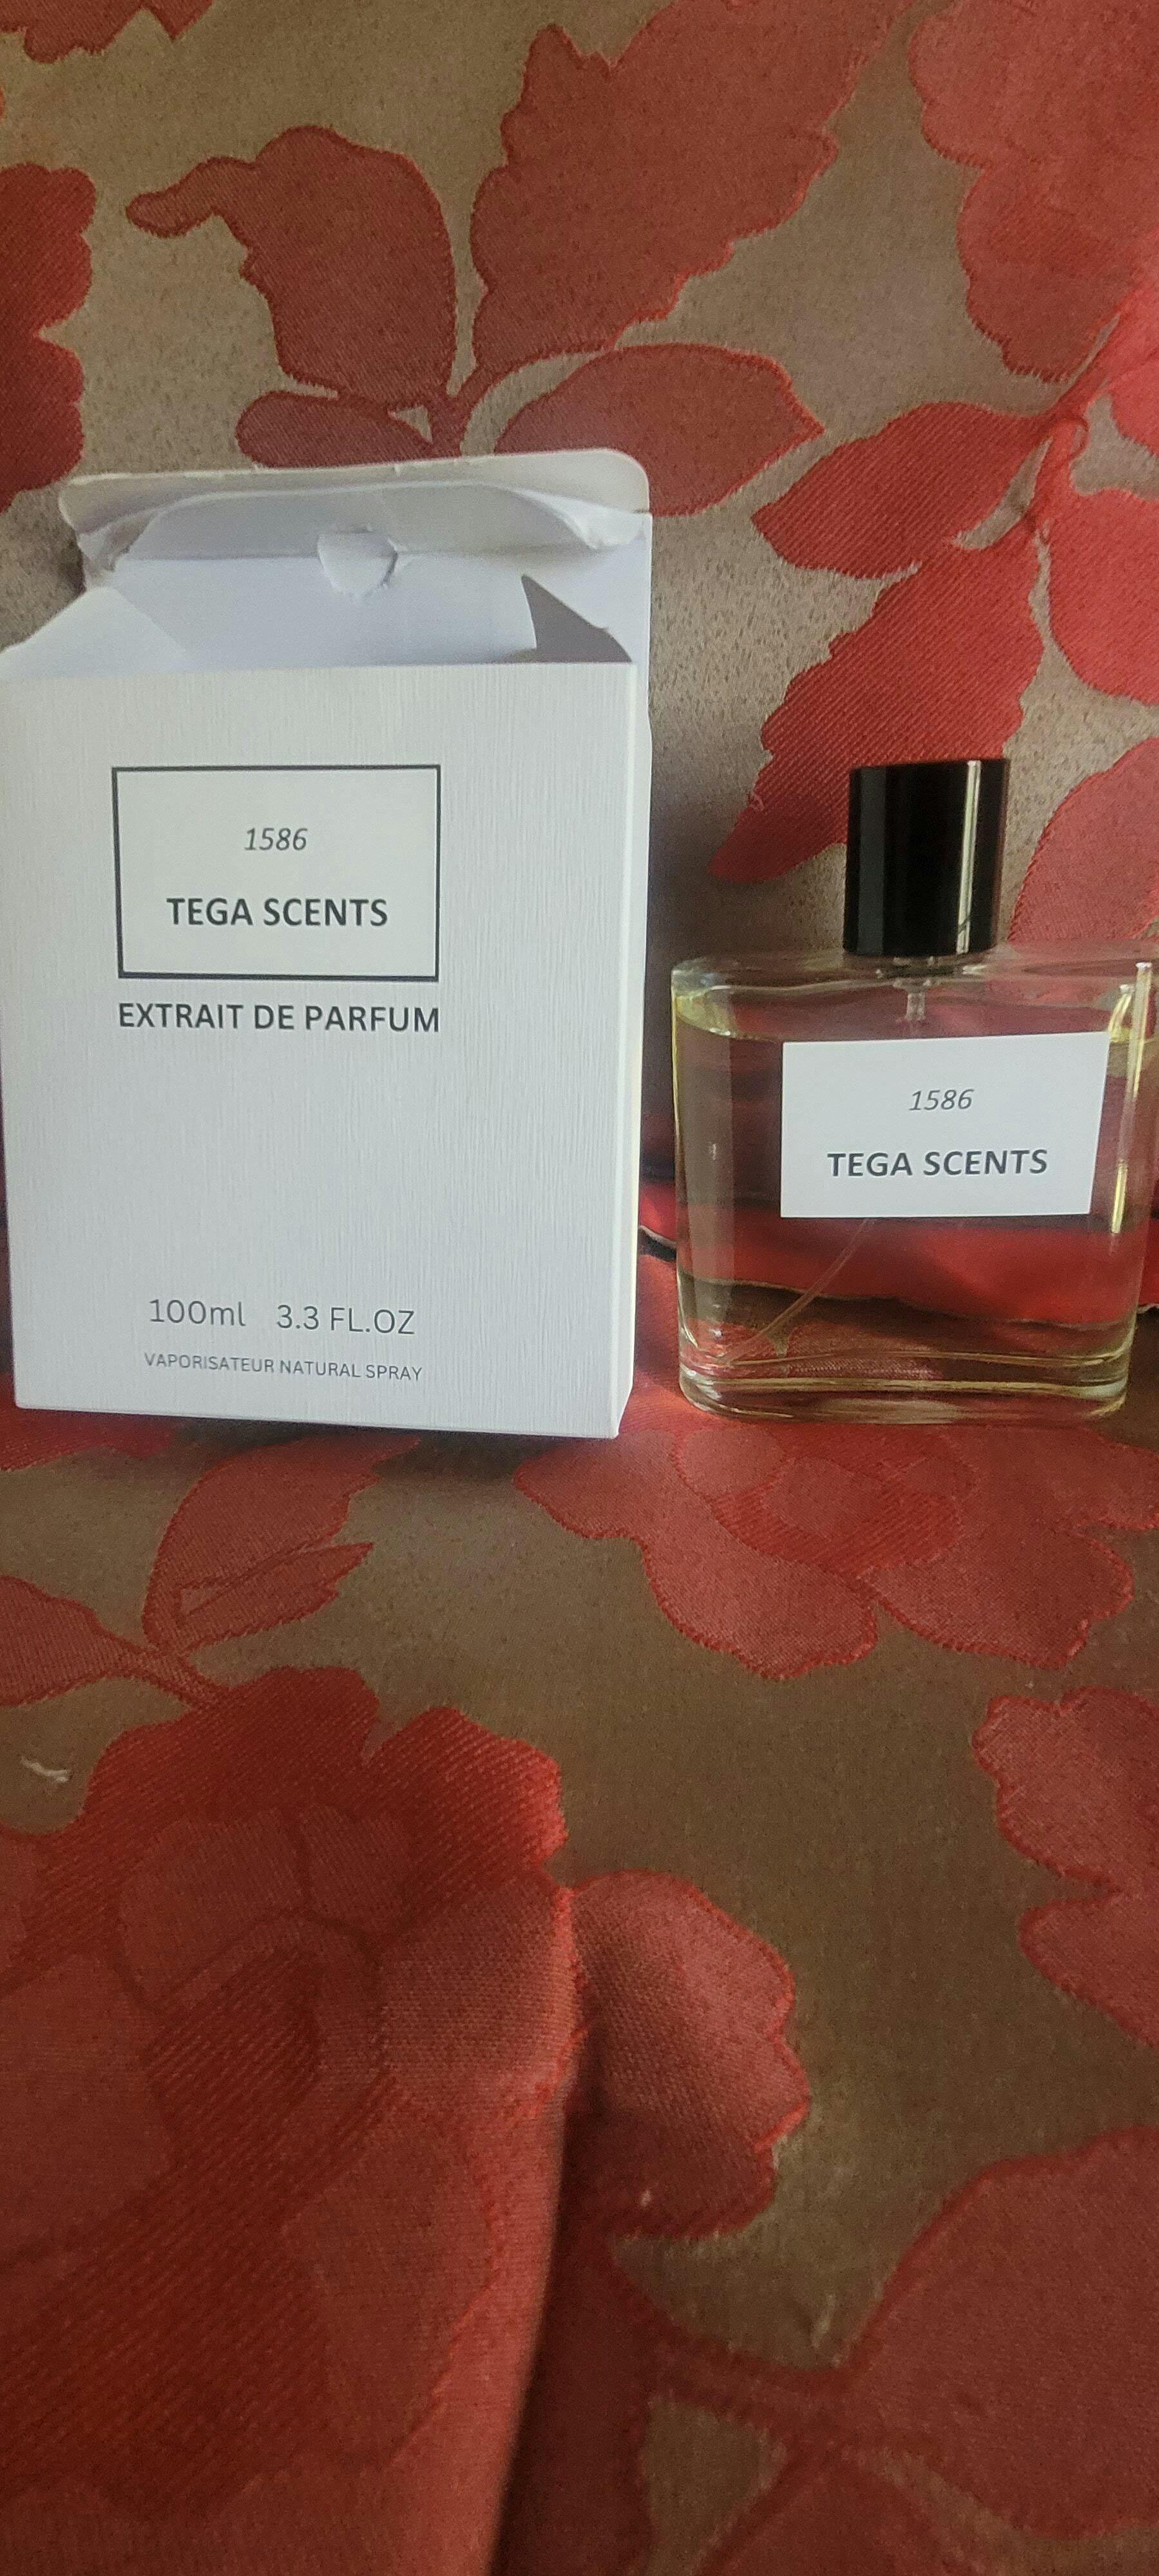 1586
TEGA SCENTS
EXTRAIT DE PARFUM
100ml 3.3 FL.OZ
VAPORISATEUR NATURAL SPRAY
1586
TEGA SCENTS